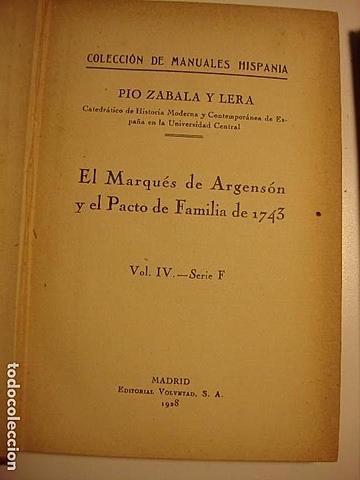 COLECCIÓN DE MANUALES HISPANIA
PIO ZABALA Y LERA
Catedrático de Historia Moderna y Contemporánea de Es-
paña en la Universidad Central
El Marqués de Argensón
y el Pacto de Familia de 1743
Vol. IV.—Serie F
MADRID
Editorial Volvntad, S. A.
1928
todocoleccion